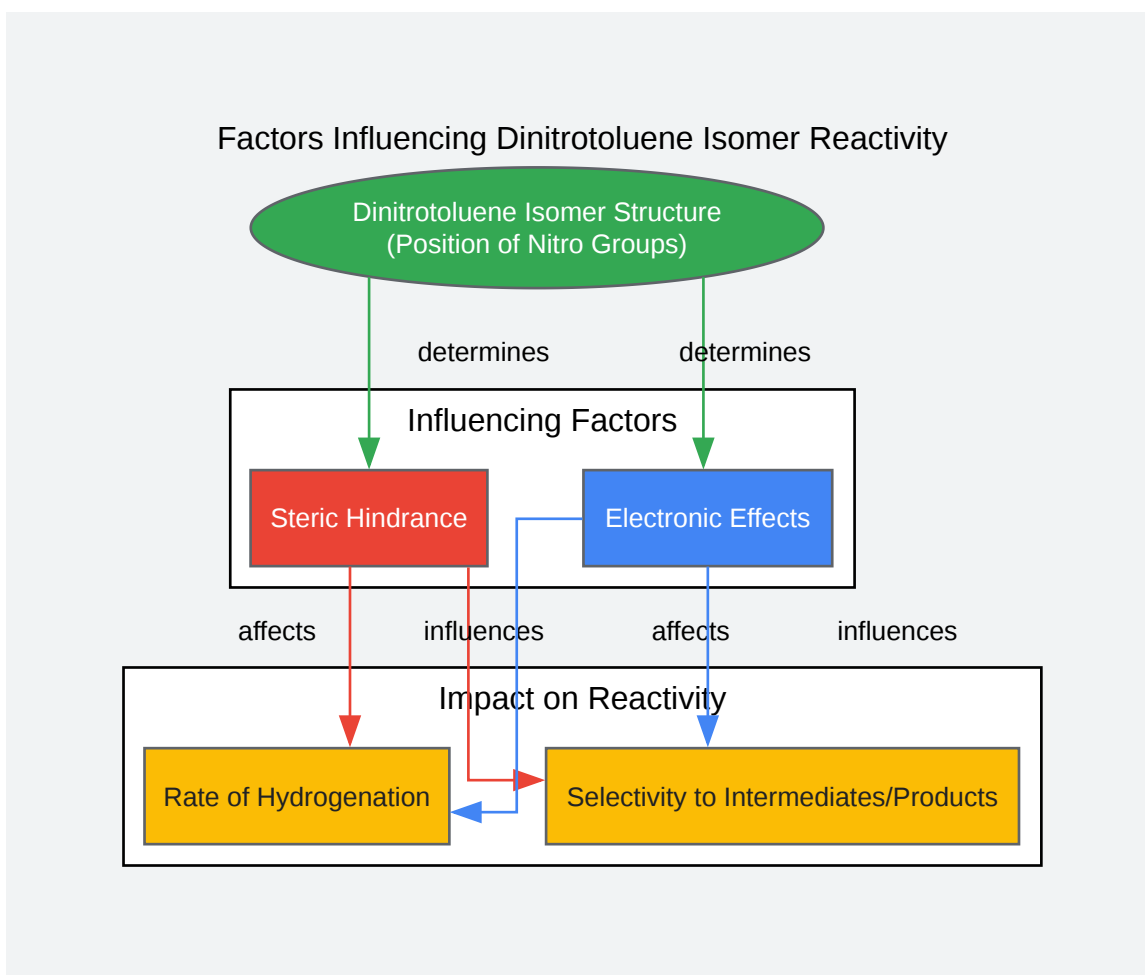 Factors Influencing Dinitrotoluene Isomer Reactivity
Dinitrotoluene Isomer Structure
(Position of Nitro Groups)
determines
determines
Influencing Factors
Steric Hindrance
Electronic Effects
affects
influences
affects
influences
Impact on Reactivity
Rate of Hydrogenation
Selectivity to Intermediates/Products